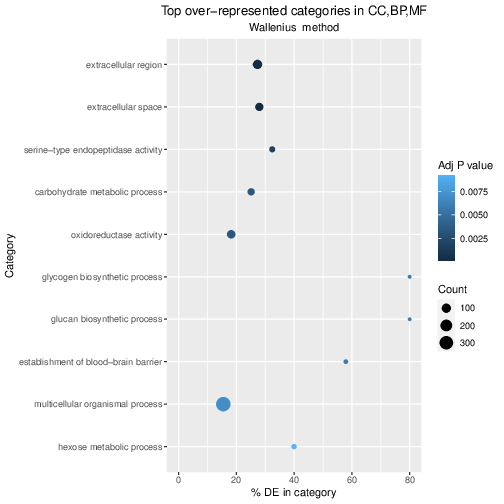 Top over−represented categories in CC,BP,MF
Wallenius method
Category
extracellular region
extracellular space
serine−type endopeptidase activity
carbohydrate metabolic process
oxidoreductase activity
glycogen biosynthetic process
glucan biosynthetic process
establishment of blood−brain barrier
multicellular organismal process
hexose metabolic process
0 20 40 60 80
% DE in category
Adj P value
0.0075
0.0050
0.0025
Count
100
200
300